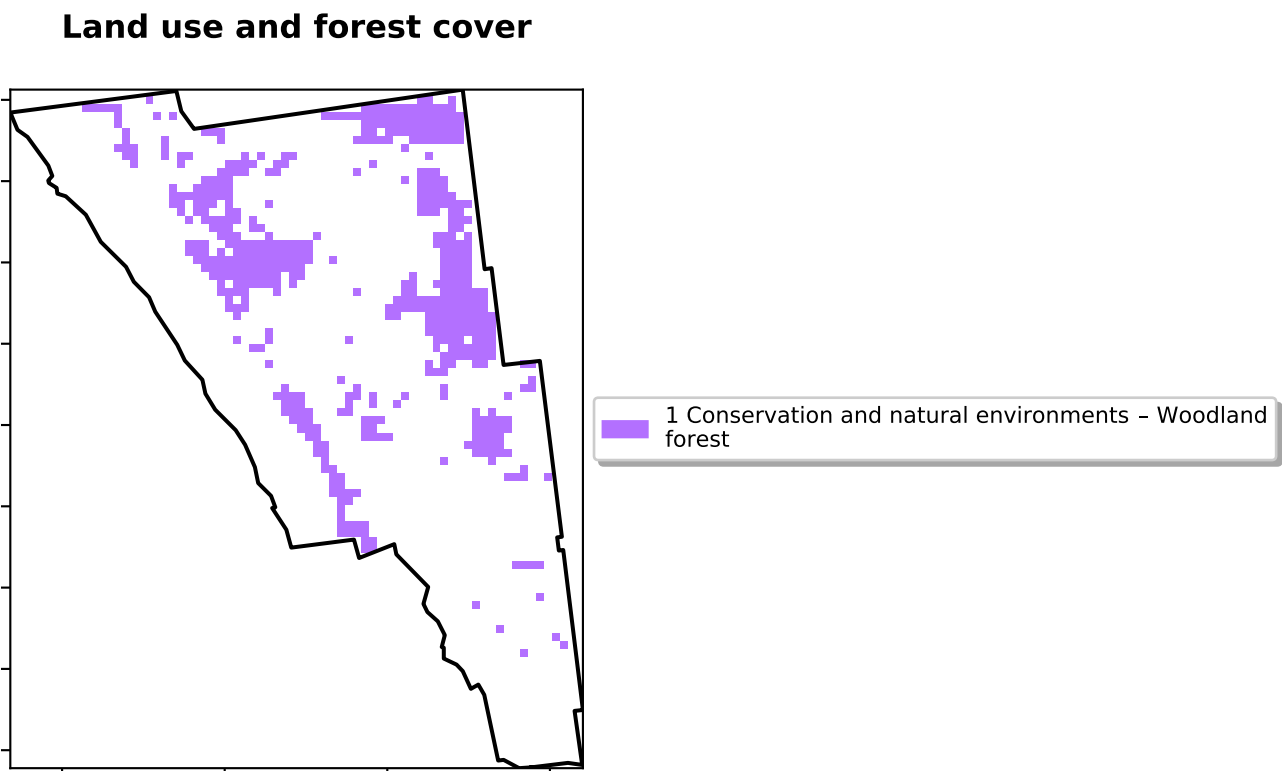 Land use and forest cover
1 Conservation and natural environments – Woodland
forest